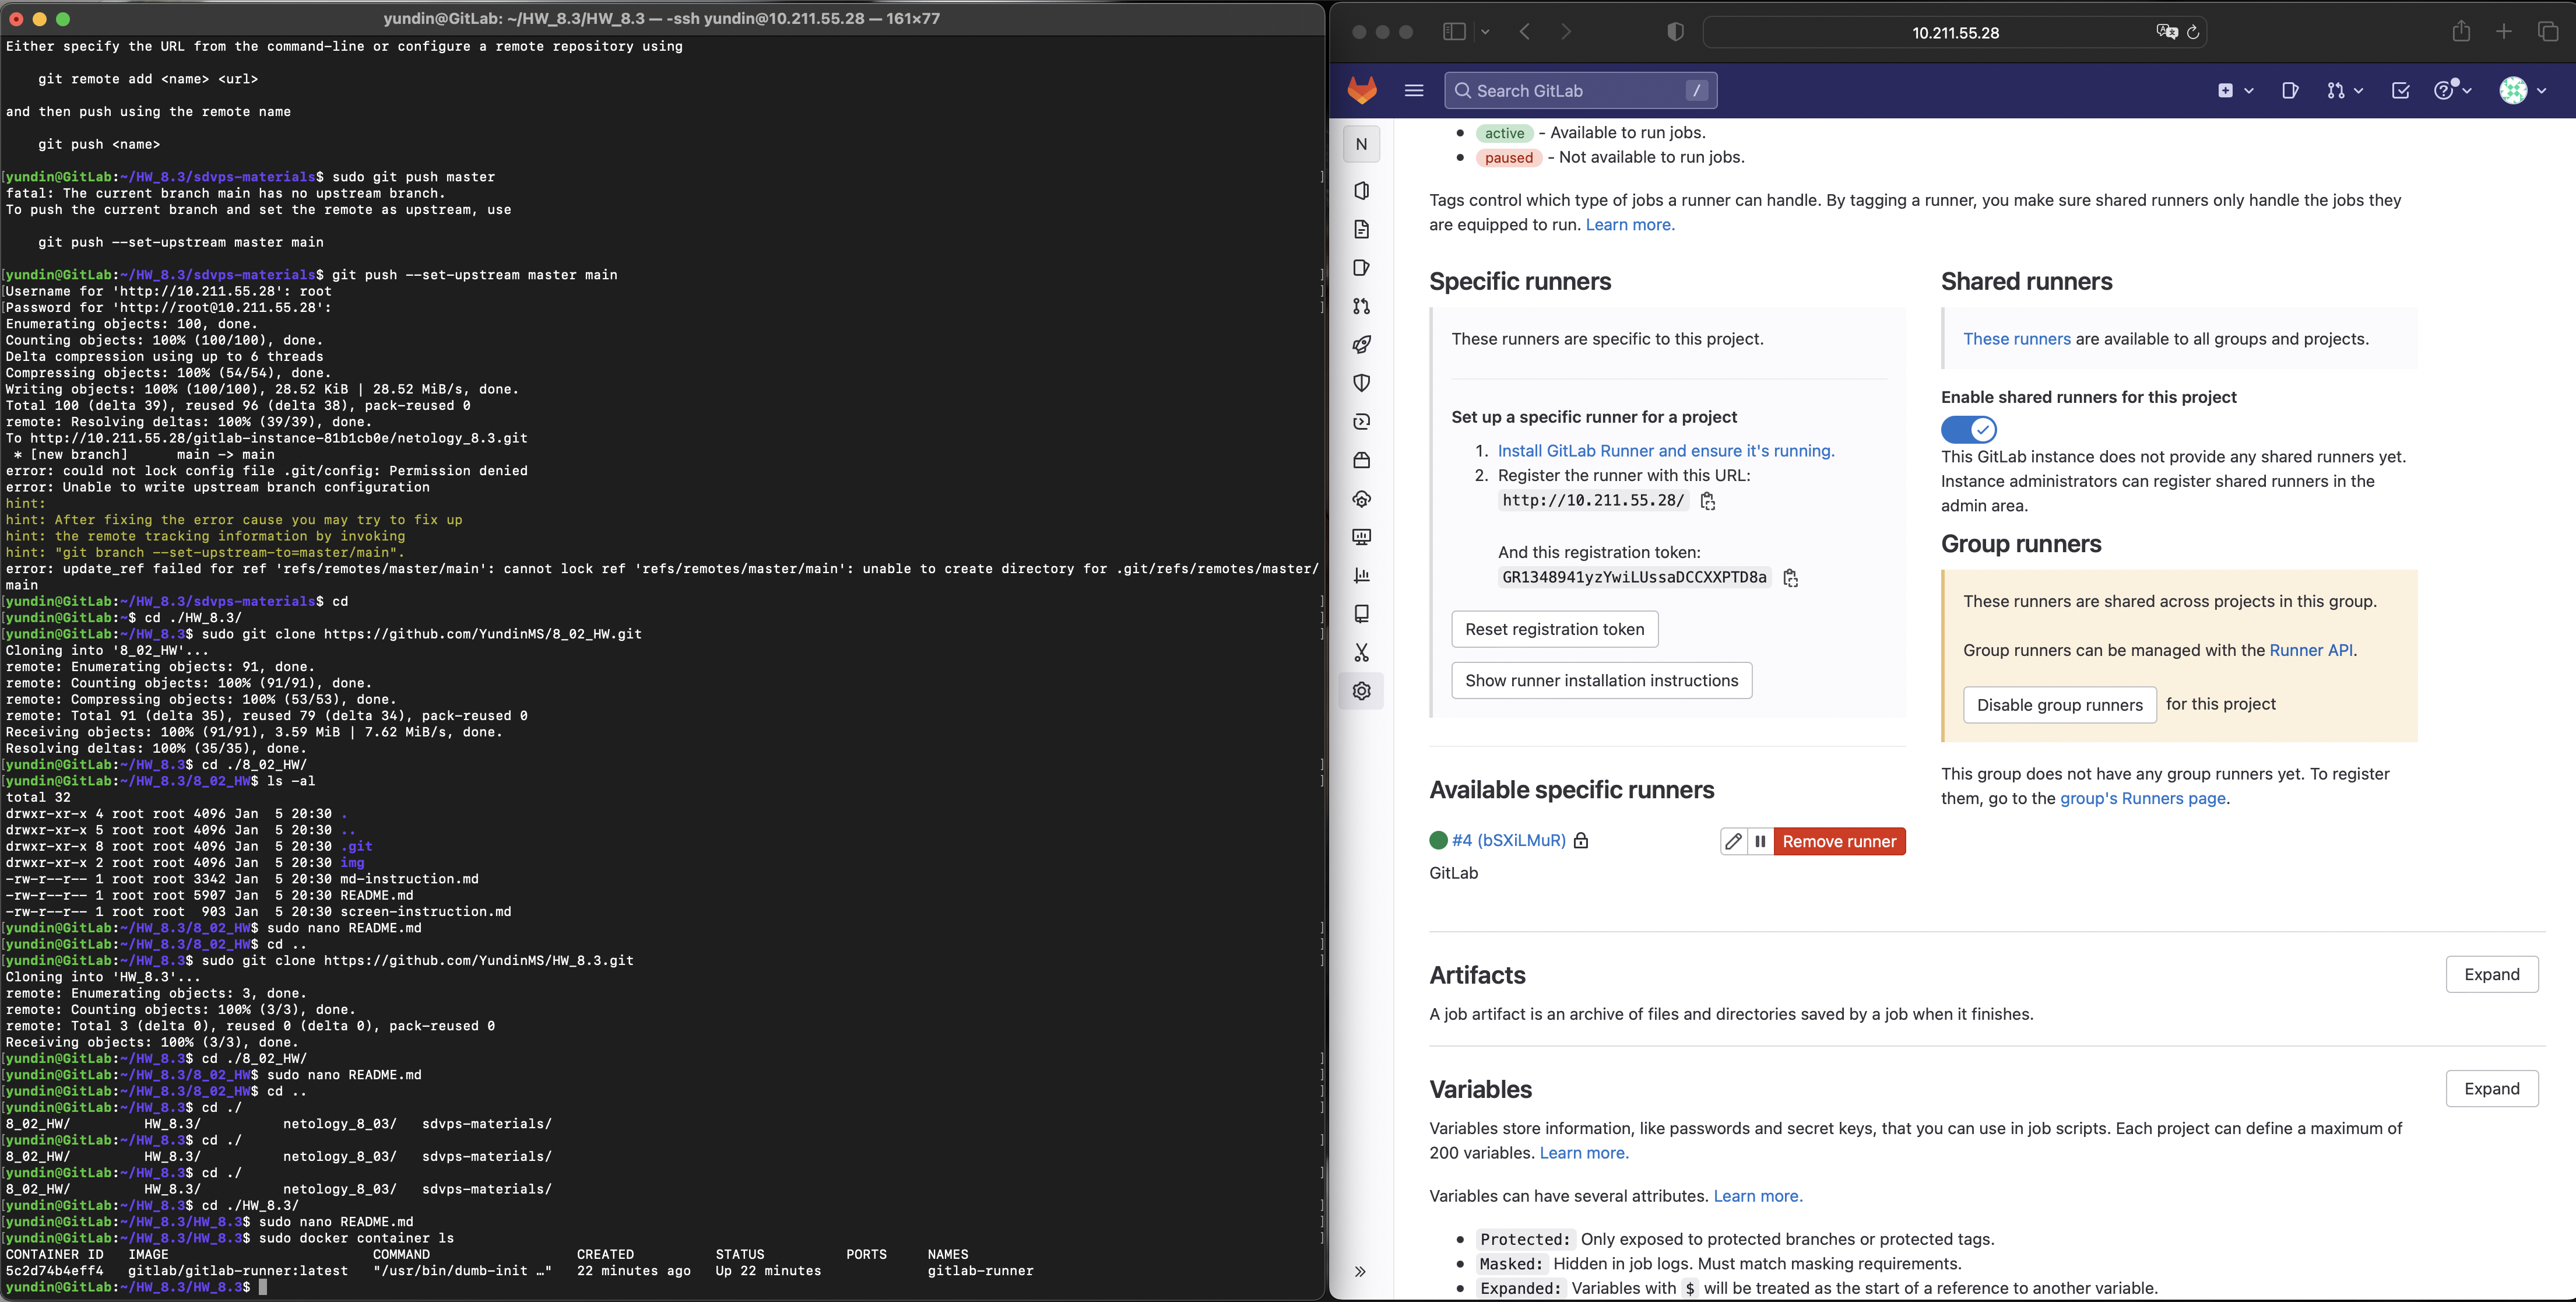 yundin@GitLab: ~/HW_8.3/HW_8.3 — -ssh yundin@10.211.55.28 — 161×77
Either specify the URL from the command-line or configure a remote repository using
git remote add <name> <url>
and then push using the remote name
git push <name>
[yundin@GitLab:~/HW_8.3/sdvps-materials$ sudo git push master ]
fatal: The current branch main has no upstream branch.
To push the current branch and set the remote as upstream, use
git push --set-upstream master main
[yundin@GitLab:~/HW_8.3/sdvps-materials$ git push --set-upstream master main ]
[Username for 'http://10.211.55.28': root ]
[Password for 'http://root@10.211.55.28': ]
Enumerating objects: 100, done.
Counting objects: 100% (100/100), done.
Delta compression using up to 6 threads
Compressing objects: 100% (54/54), done.
Writing objects: 100% (100/100), 28.52 KiB | 28.52 MiB/s, done.
Total 100 (delta 39), reused 96 (delta 38), pack-reused 0
remote: Resolving deltas: 100% (39/39), done.
To http://10.211.55.28/gitlab-instance-81b1cb0e/netology_8.3.git
* [new branch] main -> main
error: could not lock config file .git/config: Permission denied
error: Unable to write upstream branch configuration
hint:
hint: After fixing the error cause you may try to fix up
hint: the remote tracking information by invoking
hint: "git branch --set-upstream-to=master/main".
error: update_ref failed for ref 'refs/remotes/master/main': cannot lock ref 'refs/remotes/master/main': unable to create directory for .git/refs/remotes/master/
main
[yundin@GitLab:~/HW_8.3/sdvps-materials$ cd ]
[yundin@GitLab:~$ cd ./HW_8.3/ ]
[yundin@GitLab:~/HW_8.3$ sudo git clone https://github.com/YundinMS/8_02_HW.git ]
Cloning into '8_02_HW'...
remote: Enumerating objects: 91, done.
remote: Counting objects: 100% (91/91), done.
remote: Compressing objects: 100% (53/53), done.
remote: Total 91 (delta 35), reused 79 (delta 34), pack-reused 0
Receiving objects: 100% (91/91), 3.59 MiB | 7.62 MiB/s, done.
Resolving deltas: 100% (35/35), done.
[yundin@GitLab:~/HW_8.3$ cd ./8_02_HW/ ]
[yundin@GitLab:~/HW_8.3/8_02_HW$ ls -al ]
total 32
drwxr-xr-x 4 root root 4096 Jan 5 20:30 .
drwxr-xr-x 5 root root 4096 Jan 5 20:30 ..
drwxr-xr-x 8 root root 4096 Jan 5 20:30 .git
drwxr-xr-x 2 root root 4096 Jan 5 20:30 img
-rw-r--r-- 1 root root 3342 Jan 5 20:30 md-instruction.md
-rw-r--r-- 1 root root 5907 Jan 5 20:30 README.md
-rw-r--r-- 1 root root 903 Jan 5 20:30 screen-instruction.md
[yundin@GitLab:~/HW_8.3/8_02_HW$ sudo nano README.md ]
[yundin@GitLab:~/HW_8.3/8_02_HW$ cd .. ]
[yundin@GitLab:~/HW_8.3$ sudo git clone https://github.com/YundinMS/HW_8.3.git ]
Cloning into 'HW_8.3'...
remote: Enumerating objects: 3, done.
remote: Counting objects: 100% (3/3), done.
remote: Total 3 (delta 0), reused 0 (delta 0), pack-reused 0
Receiving objects: 100% (3/3), done.
[yundin@GitLab:~/HW_8.3$ cd ./8_02_HW/ ]
[yundin@GitLab:~/HW_8.3/8_02_HW$ sudo nano README.md ]
[yundin@GitLab:~/HW_8.3/8_02_HW$ cd .. ]
[yundin@GitLab:~/HW_8.3$ cd ./ ]
8_02_HW/ HW_8.3/ netology_8_03/ sdvps-materials/
[yundin@GitLab:~/HW_8.3$ cd ./ ]
8_02_HW/ HW_8.3/ netology_8_03/ sdvps-materials/
[yundin@GitLab:~/HW_8.3$ cd ./ ]
8_02_HW/ HW_8.3/ netology_8_03/ sdvps-materials/
[yundin@GitLab:~/HW_8.3$ cd ./HW_8.3/ ]
[yundin@GitLab:~/HW_8.3/HW_8.3$ sudo nano README.md ]
[yundin@GitLab:~/HW_8.3/HW_8.3$ sudo docker container ls ]
CONTAINER ID IMAGE COMMAND CREATED STATUS PORTS NAMES
5c2d74b4eff4 gitlab/gitlab-runner:latest "/usr/bin/dumb-init …" 22 minutes ago Up 22 minutes gitlab-runner
yundin@GitLab:~/HW_8.3/HW_8.3$
10.211.55.28
Search GitLab /
N
active - Available to run jobs.
paused - Not available to run jobs.
Tags control which type of jobs a runner can handle. By tagging a runner, you make sure shared runners only handle the jobs they
are equipped to run. Learn more.
Specific runners
These runners are specific to this project.
Set up a specific runner for a project
1. Install GitLab Runner and ensure it's running.
2. Register the runner with this URL:
http://10.211.55.28/
And this registration token:
GR1348941yzYwiLUssaDCCXXPTD8a
Reset registration token
Show runner installation instructions
Available specific runners
#4 (bSXiLMuR)
Remove runner
GitLab
Shared runners
These runners are available to all groups and projects.
Enable shared runners for this project
This GitLab instance does not provide any shared runners yet.
Instance administrators can register shared runners in the
admin area.
Group runners
These runners are shared across projects in this group.
Group runners can be managed with the Runner API.
Disable group runners for this project
This group does not have any group runners yet. To register
them, go to the group's Runners page.
Artifacts
Expand
A job artifact is an archive of files and directories saved by a job when it finishes.
Variables
Expand
Variables store information, like passwords and secret keys, that you can use in job scripts. Each project can define a maximum of
200 variables. Learn more.
Variables can have several attributes. Learn more.
Protected: Only exposed to protected branches or protected tags.
Masked: Hidden in job logs. Must match masking requirements.
Expanded: Variables with $ will be treated as the start of a reference to another variable.